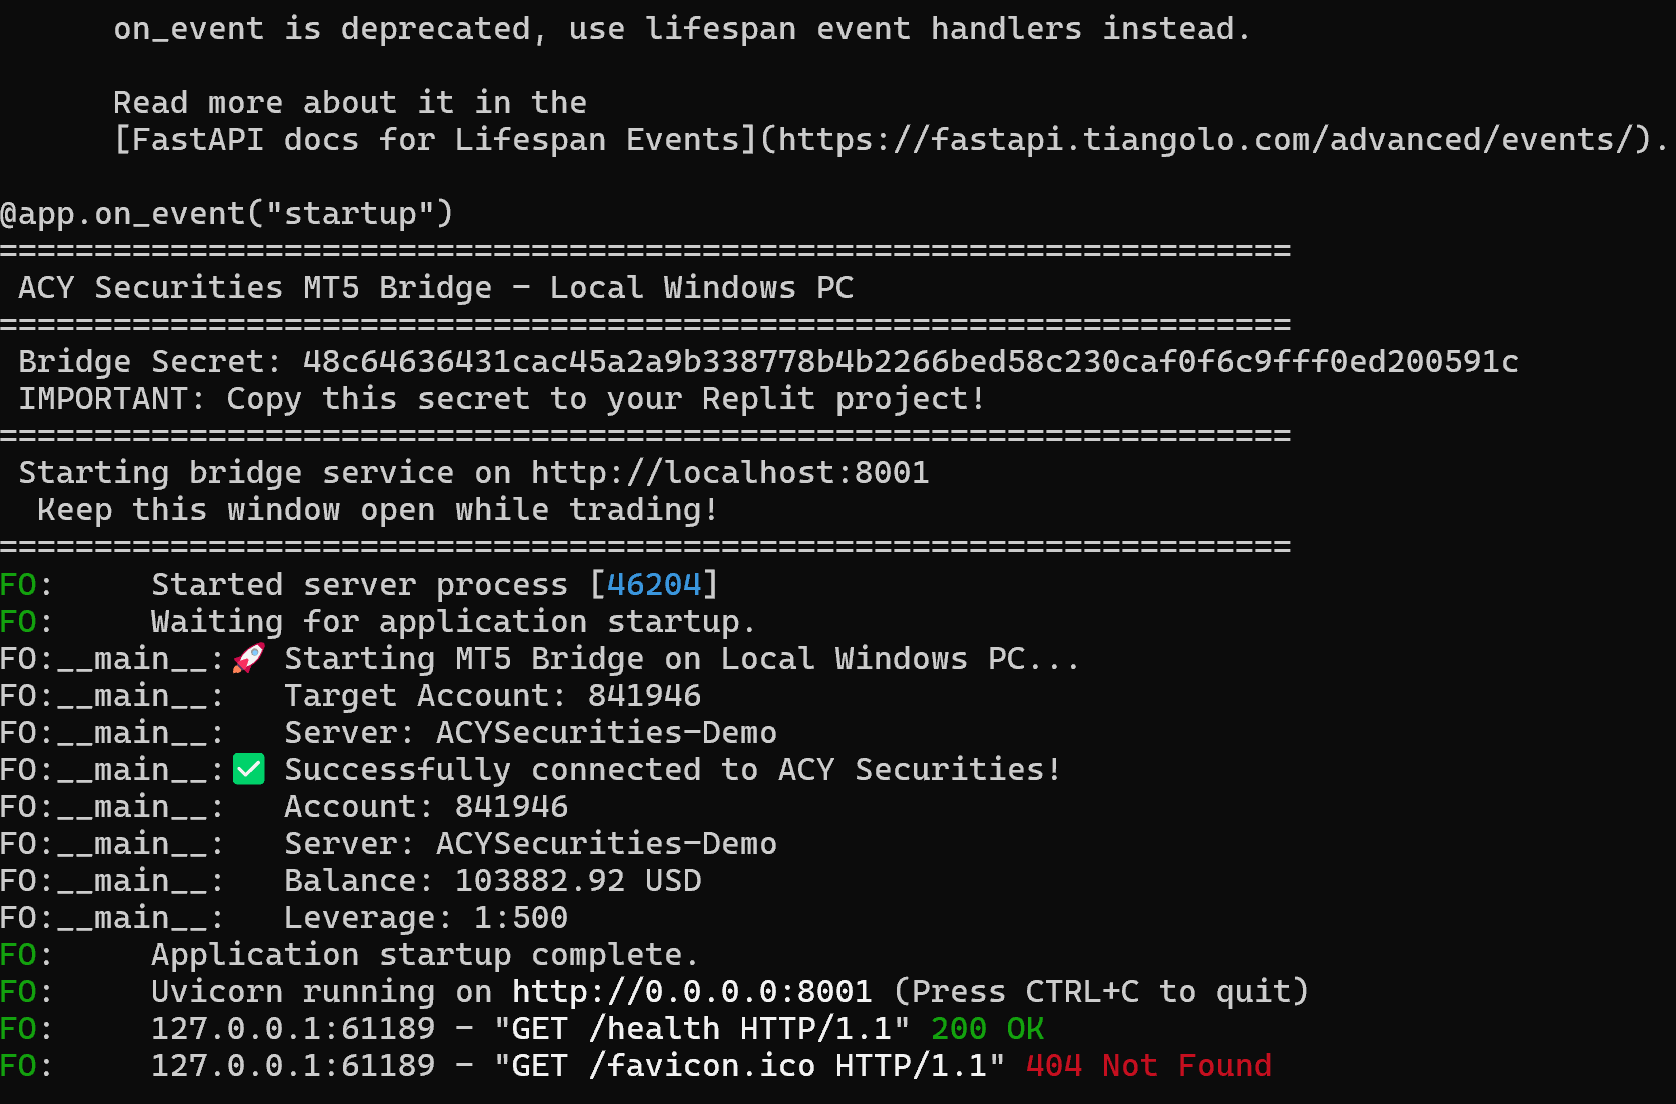 on_event is deprecated, use lifespan event handlers instead.
Read more about it in the
[FastAPI docs for Lifespan Events](https://fastapi.tiangolo.com/advanced/events/).
@app.on_event("startup")
====================================================================
ACY Securities MT5 Bridge - Local Windows PC
====================================================================
Bridge Secret: 48c64636431cac45a2a9b338778b4b2266bed58c230caf0f6c9fff0ed200591c
IMPORTANT: Copy this secret to your Replit project!
====================================================================
Starting bridge service on http://localhost:8001
Keep this window open while trading!
====================================================================
FO:     Started server process [46204]
FO:     Waiting for application startup.
FO:__main__:🚀 Starting MT5 Bridge on Local Windows PC...
FO:__main__:   Target Account: 841946
FO:__main__:   Server: ACYSecurities-Demo
FO:__main__:✅ Successfully connected to ACY Securities!
FO:__main__:   Account: 841946
FO:__main__:   Server: ACYSecurities-Demo
FO:__main__:   Balance: 103882.92 USD
FO:__main__:   Leverage: 1:500
FO:     Application startup complete.
FO:     Uvicorn running on http://0.0.0.0:8001 (Press CTRL+C to quit)
FO:     127.0.0.1:61189 - "GET /health HTTP/1.1" 200 OK
FO:     127.0.0.1:61189 - "GET /favicon.ico HTTP/1.1" 404 Not Found